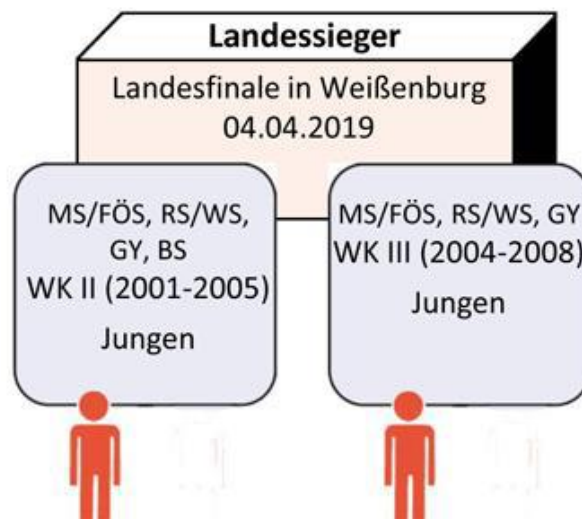 Landessieger
Landesfinale in Weißenburg
04.04.2019
MS/FÖS, RS/WS,
GY, BS
WK II (2001-2005)
Jungen
MS/FÖS, RS/WS, GY
WK III (2004-2008)
Jungen